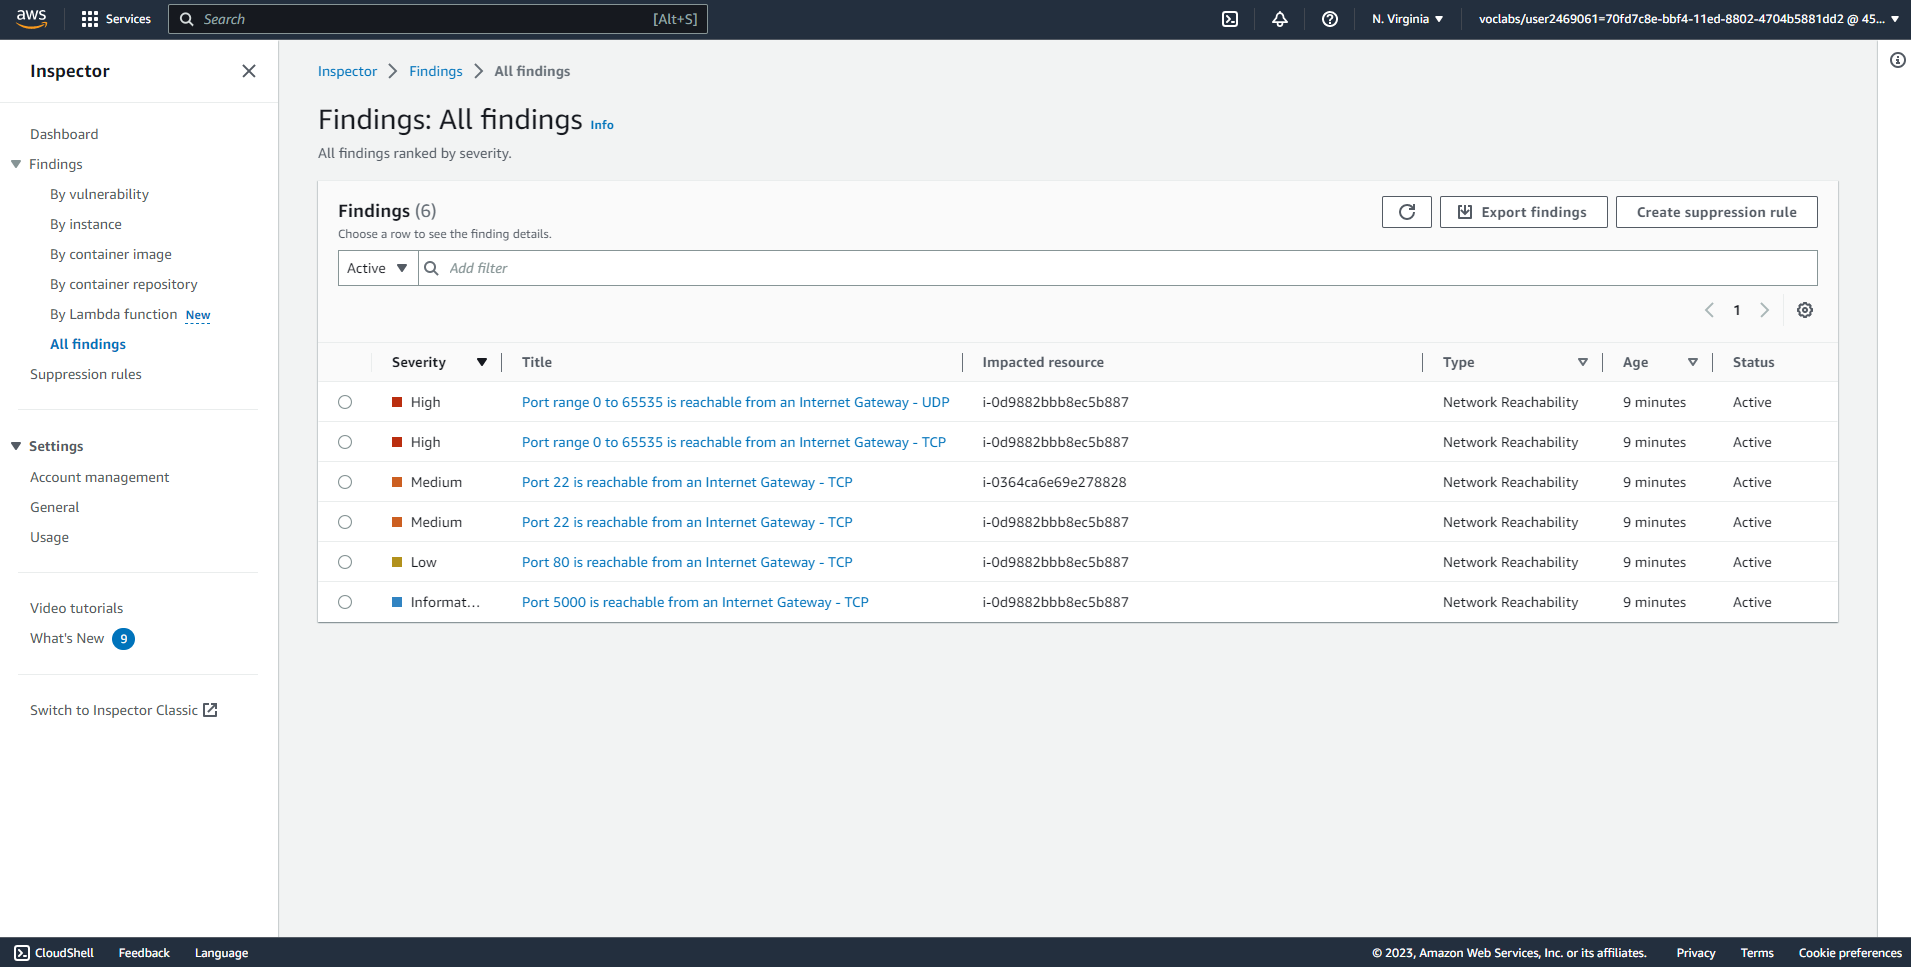 aws
Services
Search [Alt+S]
N. Virginia
voclabs/user2469061=70fd7c8e-bbf4-11ed-8802-4704b5881dd2 @ 45...
Inspector
Dashboard
Findings
By vulnerability
By instance
By container image
By container repository
By Lambda function New
All findings
Suppression rules
Settings
Account management
General
Usage
Video tutorials
What's New 9
Switch to Inspector Classic
Inspector > Findings > All findings
Findings: All findings Info
All findings ranked by severity.
Findings (6)
Choose a row to see the finding details.
Export findings
Create suppression rule
Active Add filter
1
Severity Title Impacted resource Type Age Status
High Port range 0 to 65535 is reachable from an Internet Gateway - UDP i-0d9882bbb8ec5b887 Network Reachability 9 minutes Active
High Port range 0 to 65535 is reachable from an Internet Gateway - TCP i-0d9882bbb8ec5b887 Network Reachability 9 minutes Active
Medium Port 22 is reachable from an Internet Gateway - TCP i-0364ca6e69e278828 Network Reachability 9 minutes Active
Medium Port 22 is reachable from an Internet Gateway - TCP i-0d9882bbb8ec5b887 Network Reachability 9 minutes Active
Low Port 80 is reachable from an Internet Gateway - TCP i-0d9882bbb8ec5b887 Network Reachability 9 minutes Active
Informat... Port 5000 is reachable from an Internet Gateway - TCP i-0d9882bbb8ec5b887 Network Reachability 9 minutes Active
CloudShell Feedback Language
© 2023, Amazon Web Services, Inc. or its affiliates. Privacy Terms Cookie preferences